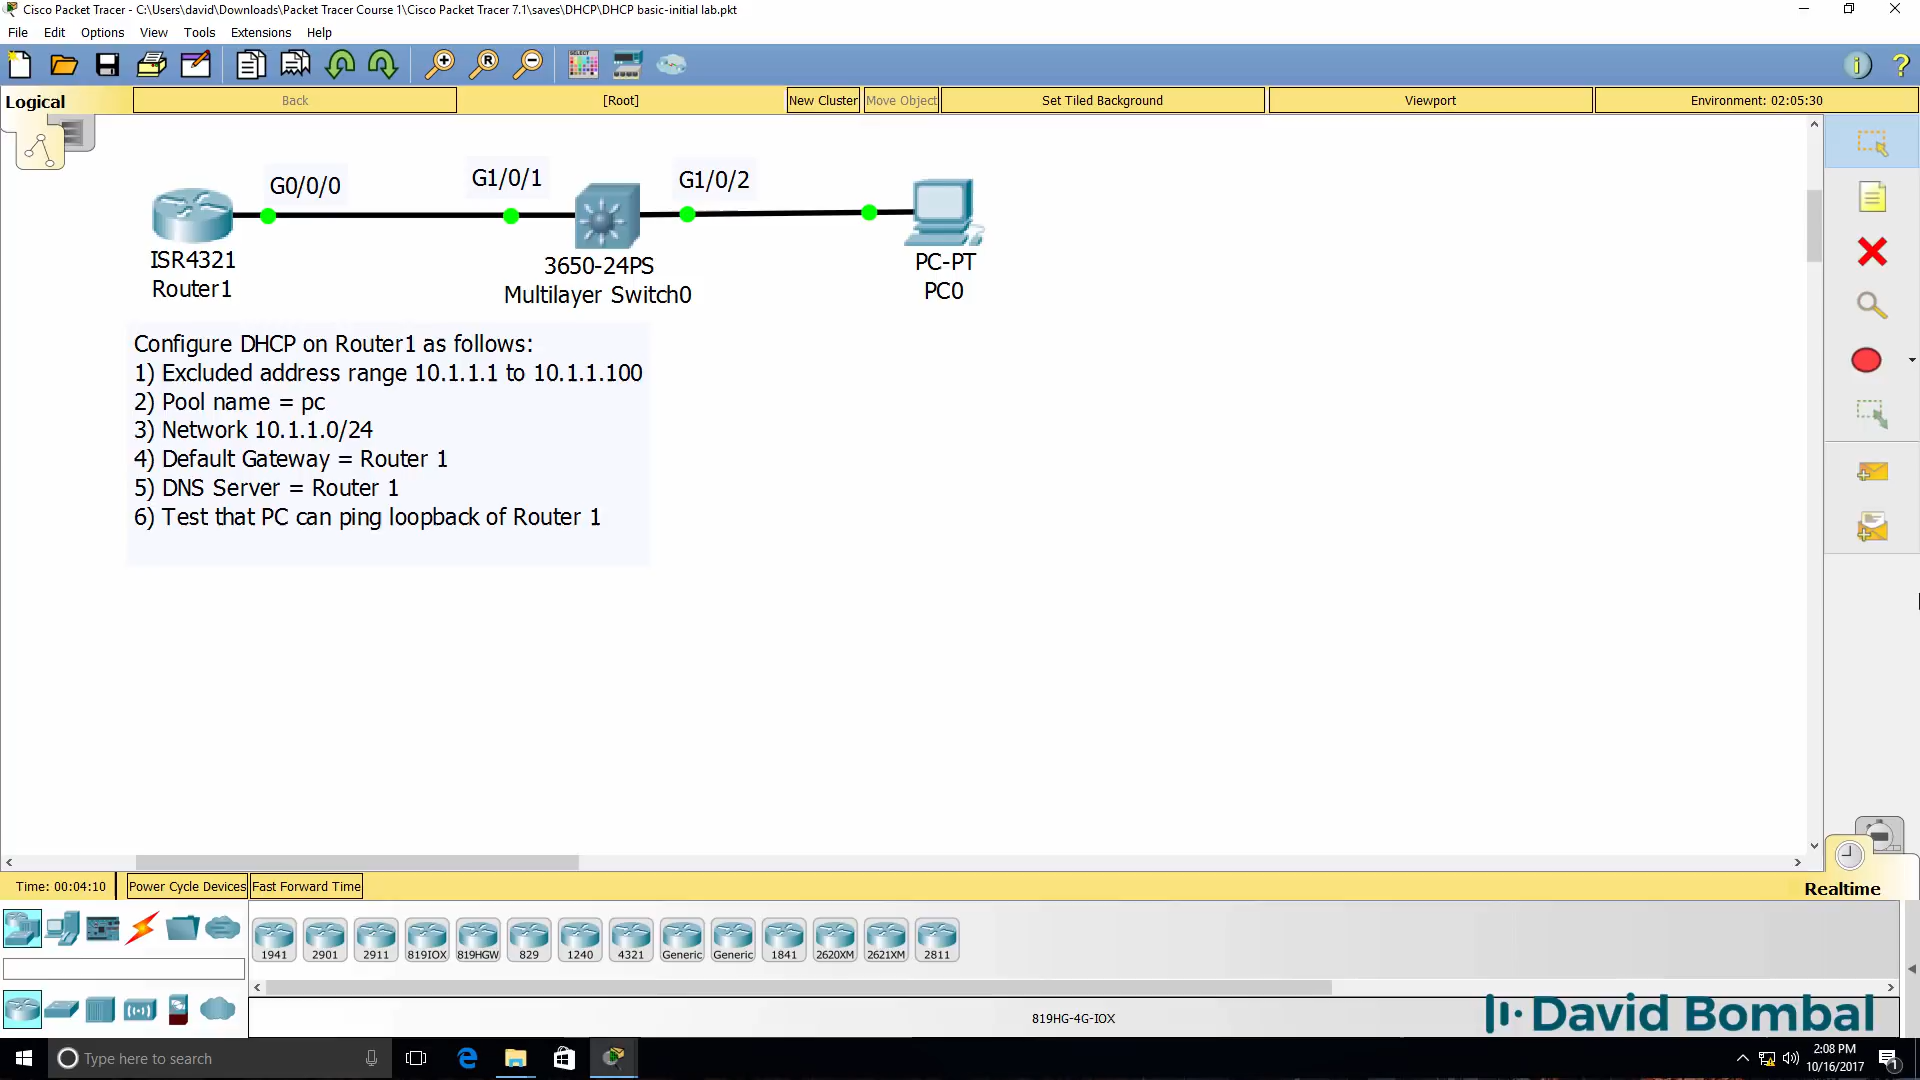 Cisco Packet Tracer - C:\Users\david\Downloads\Packet Tracer Course 1\Cisco Packet Tracer 7.1\saves\DHCP\DHCP basic-initial lab.pkt
File Edit Options View Tools Extensions Help
Logical Back [Root] New Cluster Move Object Set Tiled Background Viewport Environment: 02:05:30
G0/0/0 G1/0/1 G1/0/2
ISR4321 3650-24PS PC-PT
Router1 Multilayer Switch0 PC0
Configure DHCP on Router1 as follows:
1) Excluded address range 10.1.1.1 to 10.1.1.100
2) Pool name = pc
3) Network 10.1.1.0/24
4) Default Gateway = Router 1
5) DNS Server = Router 1
6) Test that PC can ping loopback of Router 1
Time: 00:04:10 Power Cycle Devices Fast Forward Time Realtime
1941 2901 2911 819IOX 819HGW 829 1240 4321 Generic Generic 1841 2620XM 2621XM 2811
819HG-4G-IOX
David Bombal
Type here to search
2:08 PM
10/16/2017
1